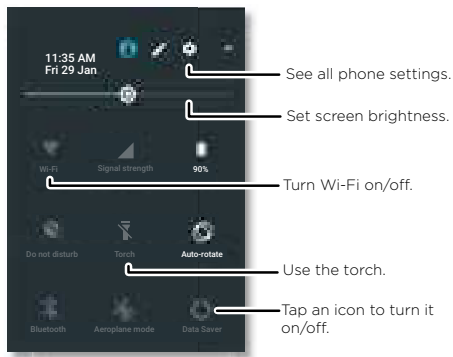 11:35 AM
Fri 29 Jan
See all phone settings.
Set screen brightness.
Wi-Fi
Signal strength
90%
Turn Wi-Fi on/off.
Do not disturb
Torch
Auto-rotate
Use the torch.
Bluetooth
Aeroplane mode
Data Saver
Tap an icon to turn it
on/off.